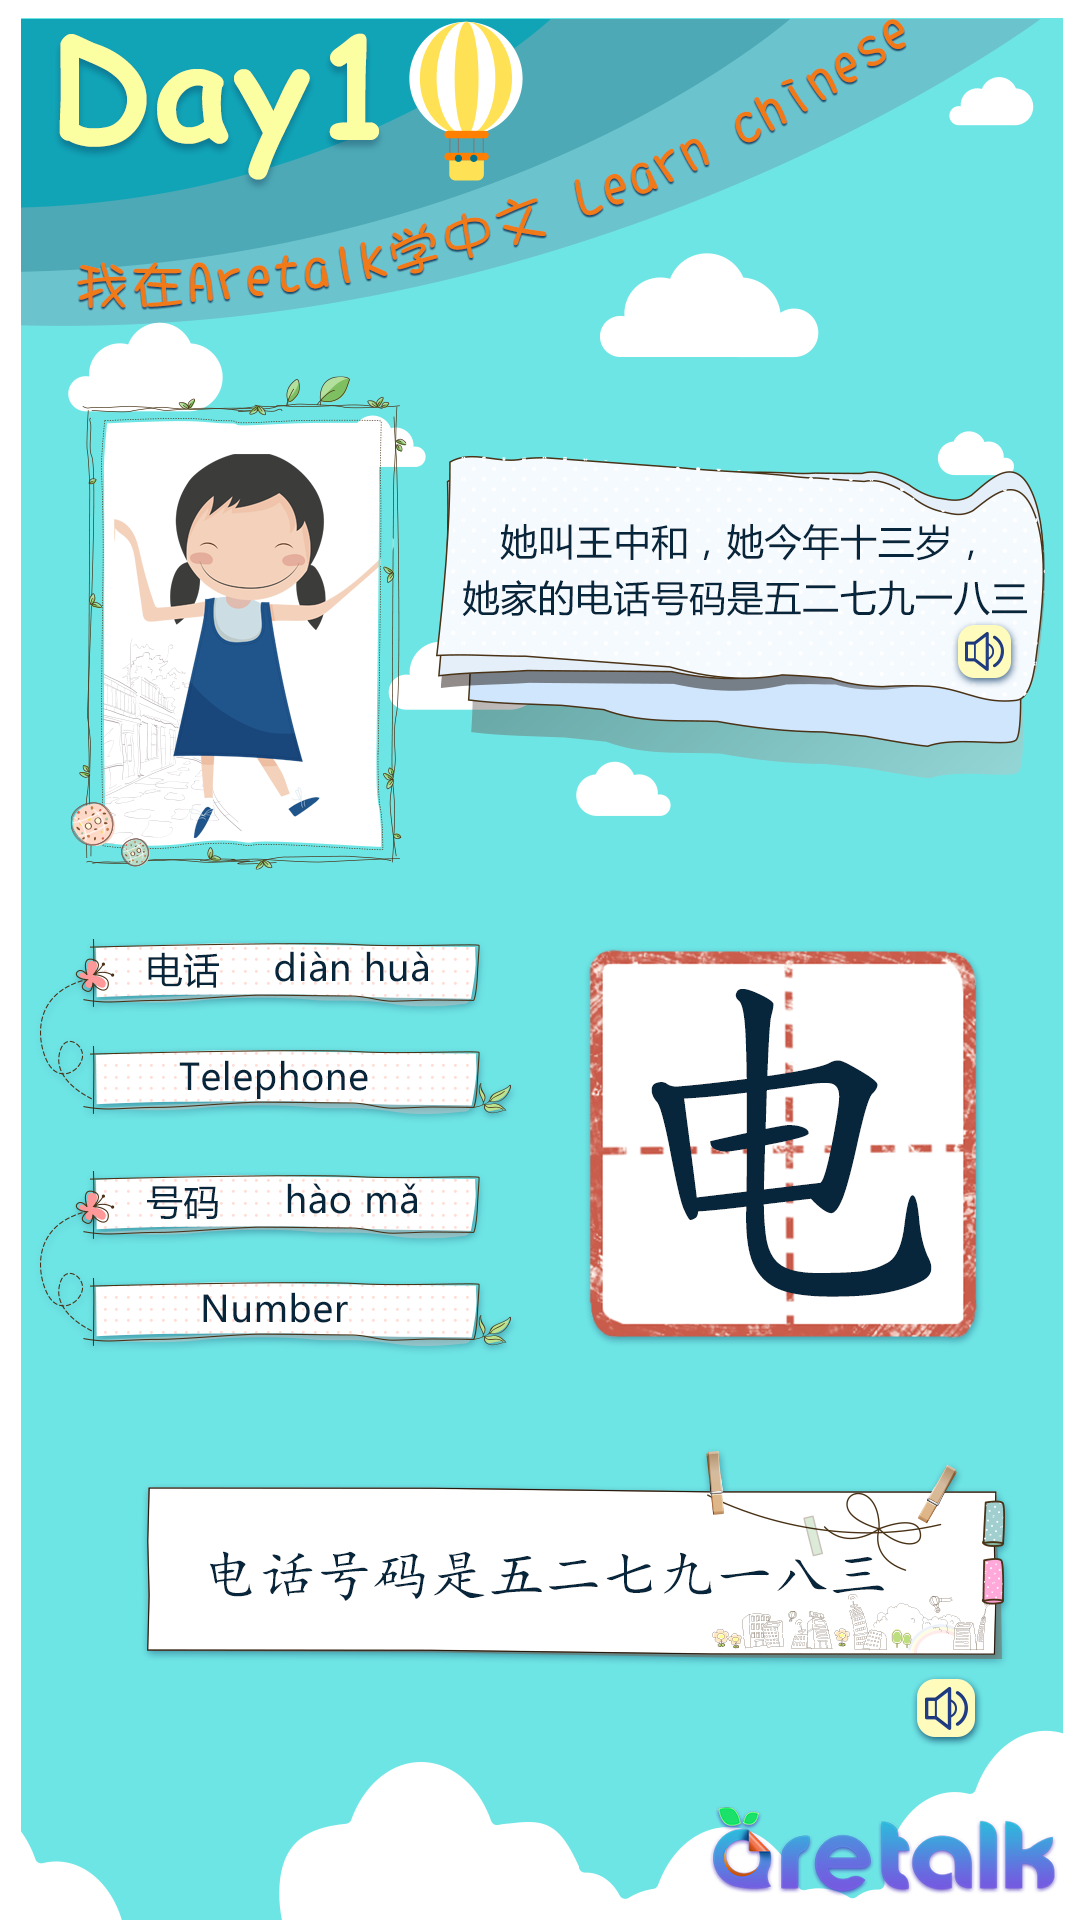 Day1
我在Aretalk学中文 Learn chinese
她叫王中和，她今年十三岁，
她家的电话号码是五二七九一八三
电话 diàn huà
Telephone
号码 hào mǎ
Number
电
电话号码是五二七九一八三
aretalk